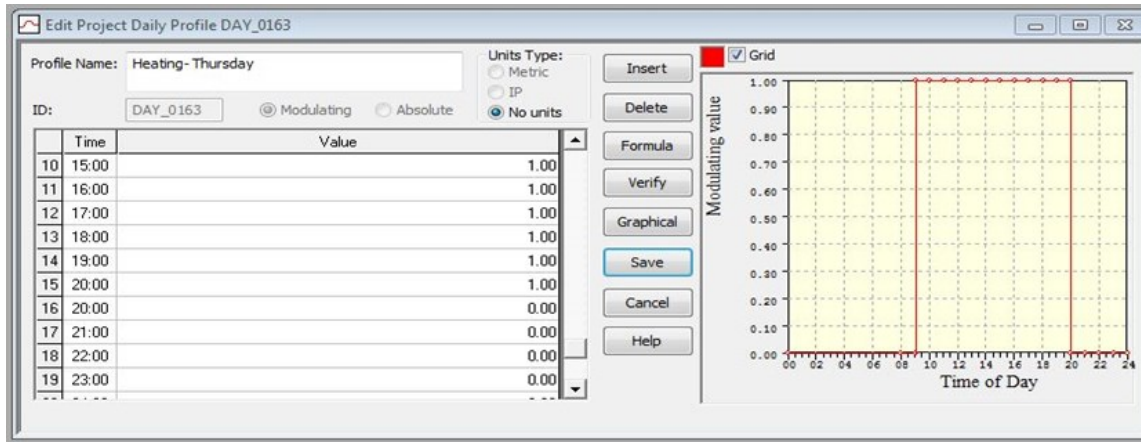 Edit Project Daily Profile DAY_0163
Profile Name: Heating- Thursday
Units Type:
Metric
IP
No units
ID: DAY_0163 Modulating Absolute
Time Value
10 15:00 1.00
11 16:00 1.00
12 17:00 1.00
13 18:00 1.00
14 19:00 1.00
15 20:00 1.00
16 20:00 0.00
17 21:00 0.00
18 22:00 0.00
19 23:00 0.00
Insert
Delete
Formula
Verify
Graphical
Save
Cancel
Help
Grid
Modulating value
1.00
0.90
0.80
0.70
0.60
0.50
0.40
0.30
0.20
0.10
0.00
00 02 04 06 08 10 12 14 16 18 20 22 24
Time of Day